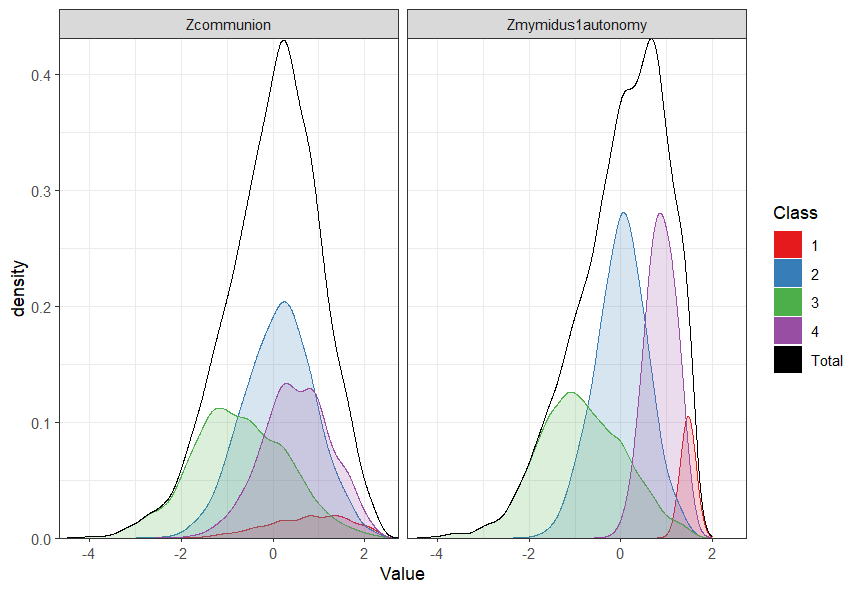 Zcommunion
Zmymidus1autonomy
density
0.4
0.3
0.2
0.1
0.0
-4
-2
0
2
-4
-2
0
2
Value
Class
1
2
3
4
Total